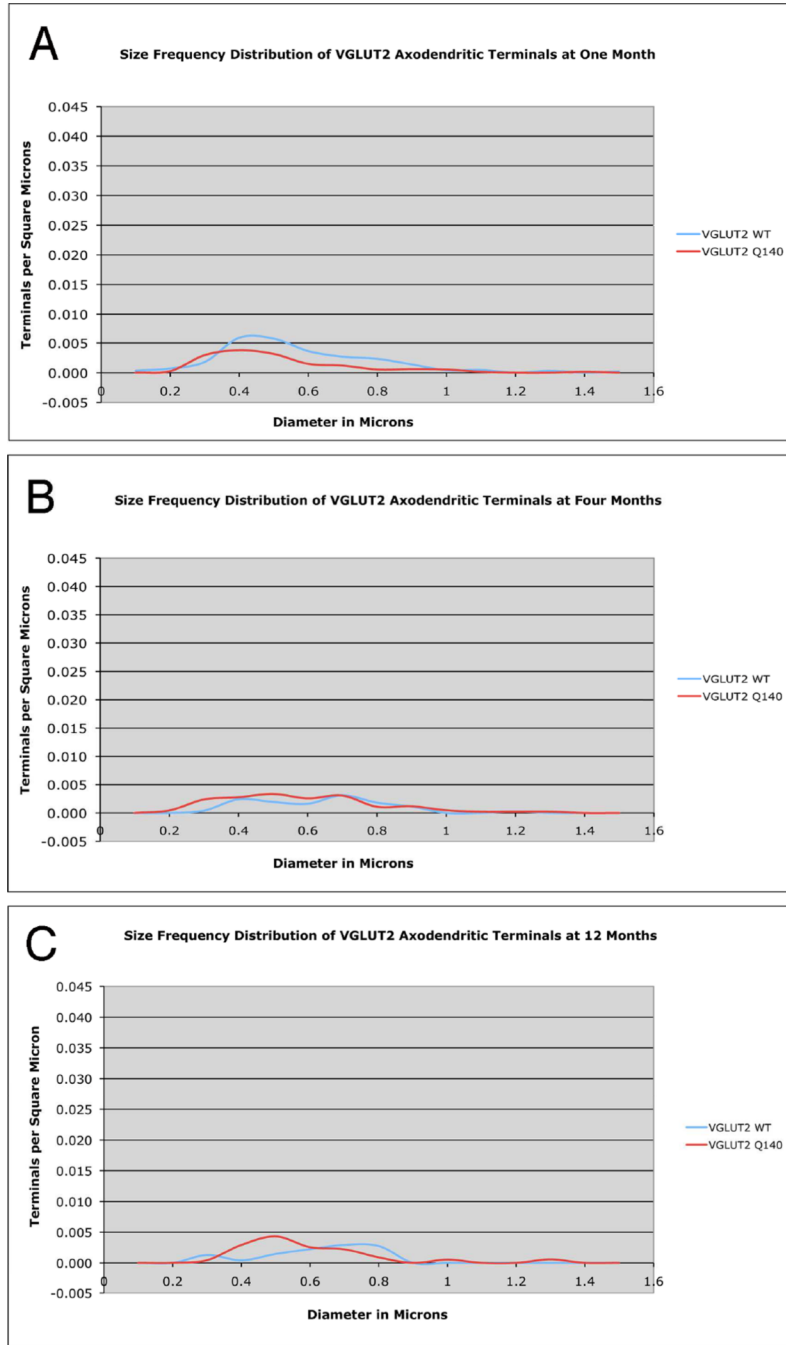 A
Size Frequency Distribution of VGLUT2 Axodendritic Terminals at One Month
Terminals per Square Microns
0.045
0.040
0.035
0.030
0.025
0.020
0.015
0.010
0.005
0.000
-0.005
0 0.2 0.4 0.6 0.8 1 1.2 1.4 1.6
Diameter in Microns
VGLUT2 WT
VGLUT2 Q140
B
Size Frequency Distribution of VGLUT2 Axodendritic Terminals at Four Months
Terminals per Square Microns
0.045
0.040
0.035
0.030
0.025
0.020
0.015
0.010
0.005
0.000
-0.005
0 0.2 0.4 0.6 0.8 1 1.2 1.4 1.6
Diameter in Microns
VGLUT2 WT
VGLUT2 Q140
C
Size Frequency Distribution of VGLUT2 Axodendritic Terminals at 12 Months
Terminals per Square Micron
0.045
0.040
0.035
0.030
0.025
0.020
0.015
0.010
0.005
0.000
-0.005
0 0.2 0.4 0.6 0.8 1 1.2 1.4 1.6
Diameter in Microns
VGLUT2 WT
VGLUT2 Q140